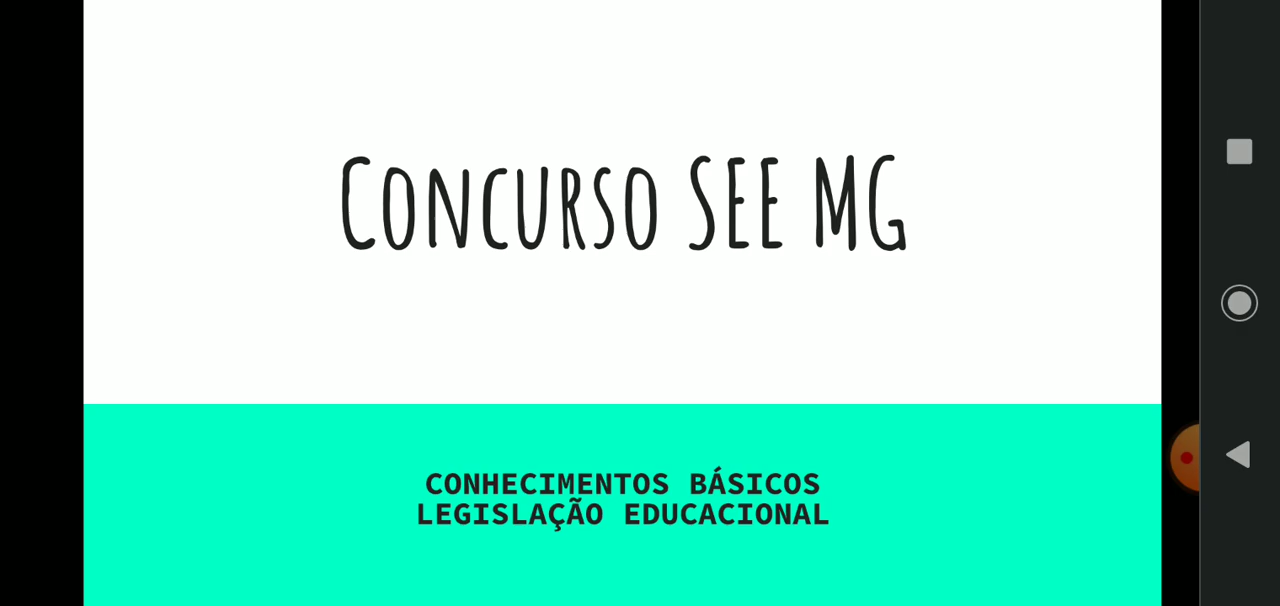 Concurso SEE MG
CONHECIMENTOS BÁSICOS
LEGISLAÇÃO EDUCACIONAL